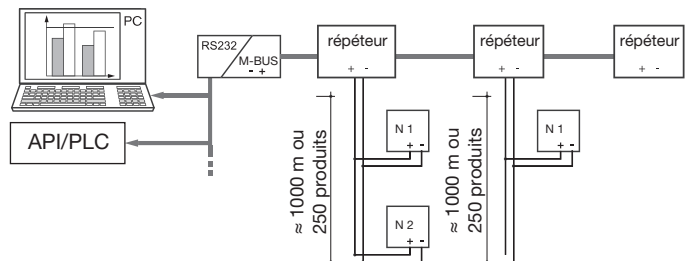 PC
RS232
M-BUS
- +
répéteur
+ -
répéteur
+ -
répéteur
API/PLC
≈ 1000 m ou
250 produits
N 1
+ -
N 2
+ -
≈ 1000 m ou
250 produits
N 1
+ -